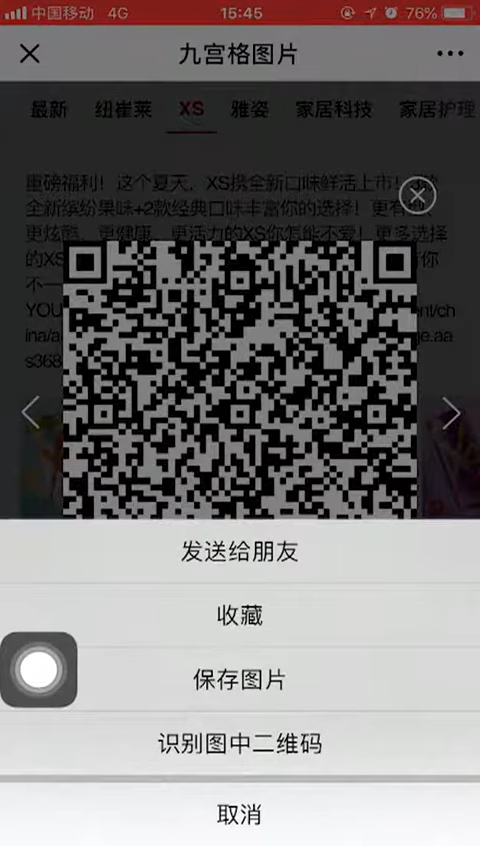 中国移动 4G 15:45 76%
九宫格图片
最新 纽崔莱 XS 雅姿 家居科技 家居护理
重磅福利！这个夏天，XS携全新口味鲜活上市！
全新缤纷果味+2款经典口味丰富你的选择！更有
更炫酷、更健康、更活力的XS你怎能不爱！更多选择
的XS
不一
YOU
ina/a
s368
发送给朋友
收藏
保存图片
识别图中二维码
取消